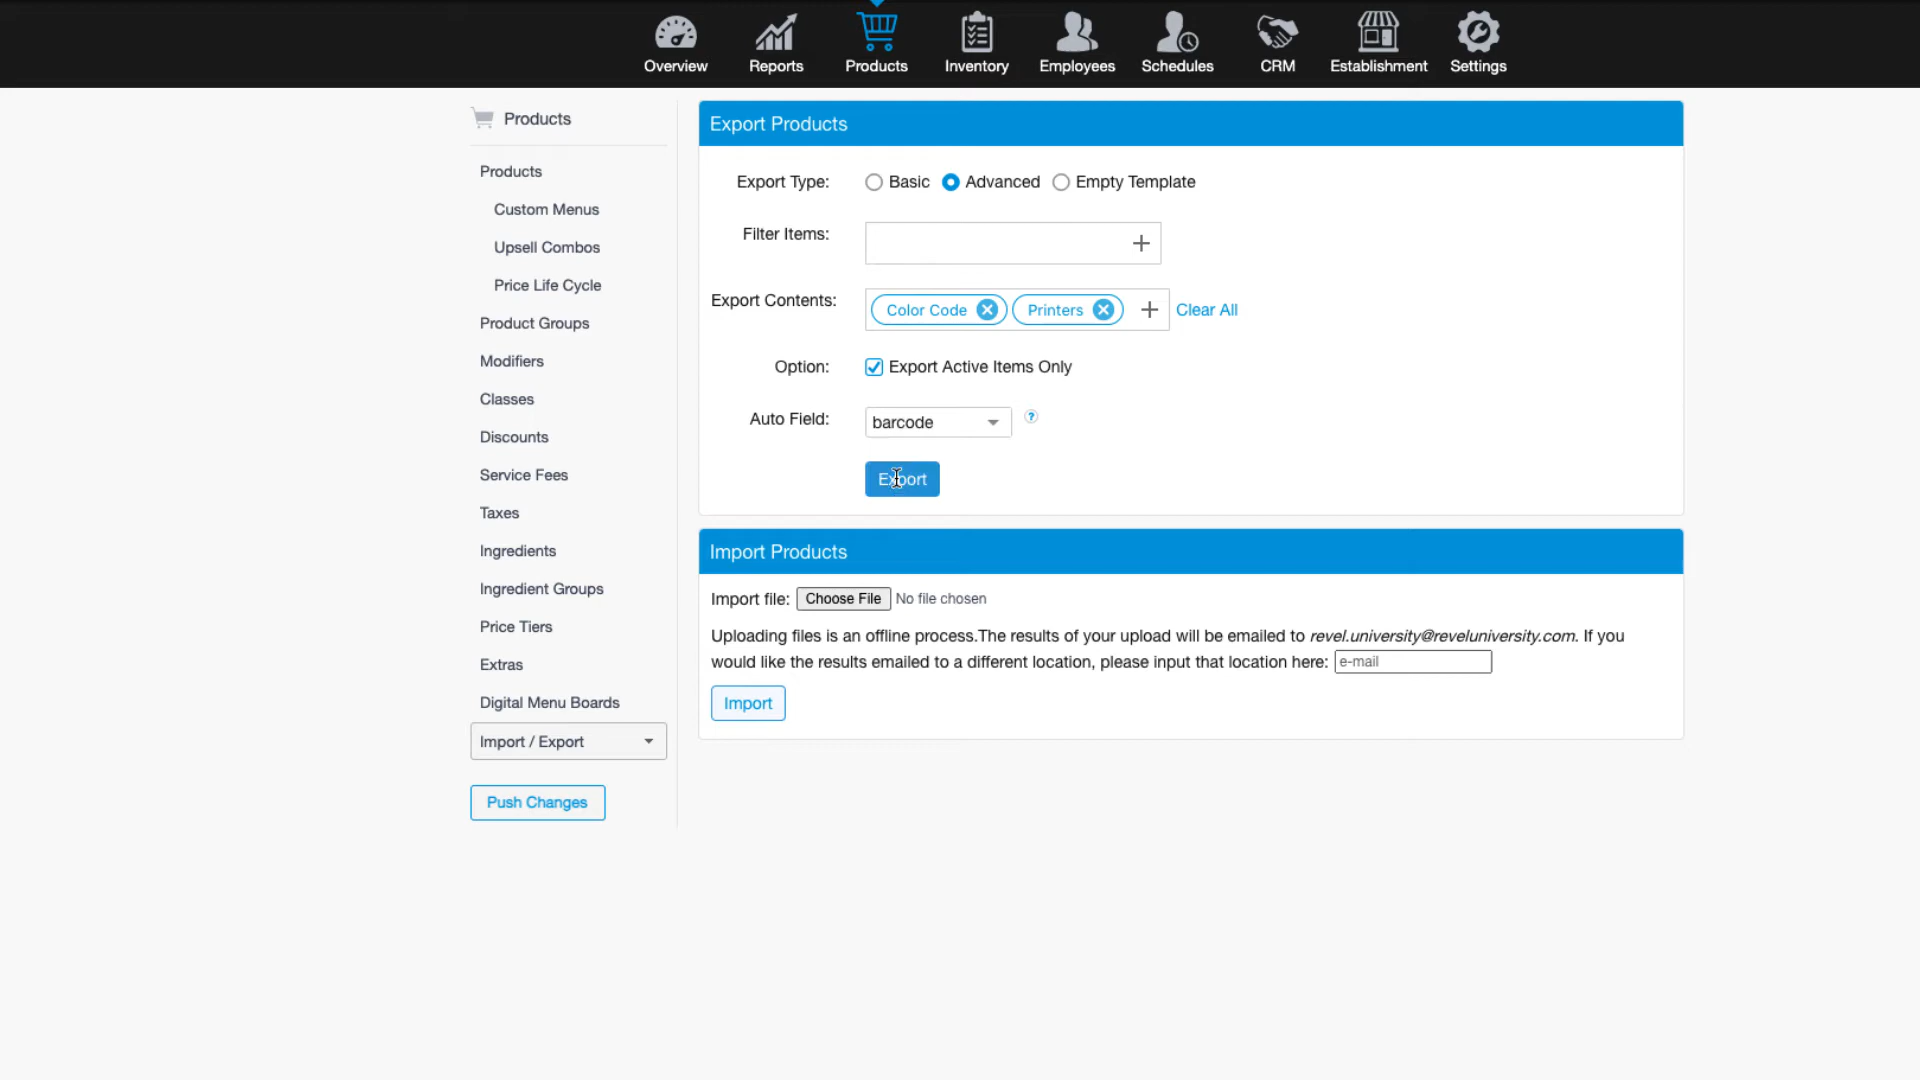 Overview
Reports
Products
Inventory
Employees
Schedules
CRM
Establishment
Settings
Products
Products
Custom Menus
Upsell Combos
Price Life Cycle
Product Groups
Modifiers
Classes
Discounts
Service Fees
Taxes
Ingredients
Ingredient Groups
Price Tiers
Extras
Digital Menu Boards
Import / Export
Push Changes
Export Products
Export Type: Basic Advanced Empty Template
Filter Items:
Export Contents: Color Code Printers Clear All
Option: Export Active Items Only
Auto Field: barcode ?
Export
Import Products
Import file: Choose File No file chosen
Uploading files is an offline process.The results of your upload will be emailed to revel.university@reveluniversity.com. If you
would like the results emailed to a different location, please input that location here: e-mail
Import